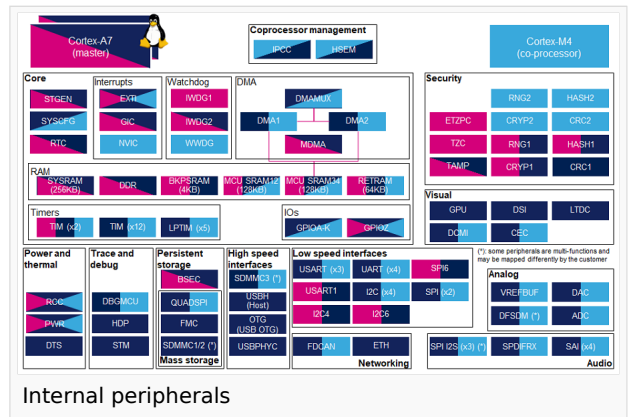 Cortex-A7
(master)
Coprocessor management
IPCC
HSEM
Cortex-M4
(co-processor)
Core
STGEN
SYSCFG
RTC
Interrupts
EXTI
GIC
NVIC
Watchdog
IWDG1
IWDG2
WWDG
DMA
DMAMUX
DMA1
DMA2
MDMA
Security
RNG2
HASH2
ETZPC
CRYP2
CRC2
TZC
RNG1
HASH1
TAMP
CRYP1
CRC1
RAM
SYSRAM
(256KB)
DDR
BKPSRAM
(4KB)
MCU SRAM12
(128KB)
MCU SRAM34
(128KB)
RETRAM
(64KB)
Timers
TIM (x2)
TIM (x12)
LPTIM (x5)
IOs
GPIOA-K
GPIOZ
Visual
GPU
DSI
LTDC
DCMI
CEC
Power and
thermal
RCC
PWR
DTS
Trace and
debug
DBGMCU
HDP
STM
Persistent
storage
BSEC
QUADSPI
FMC
SDMMC1/2 (*)
Mass storage
High speed
interfaces
SDMMC3 (*)
USBH
(Host)
OTG
(USB OTG)
USBPHYC
Low speed interfaces
USART (x3)
UART (x4)
SPI6
USART1
I2C (x4)
SPI (x2)
I2C4
I2C6
(*): some peripherals are multi-functions and
may be mapped differently by the customer
Analog
VREFBUF
DAC
DFSDM (*)
ADC
FDCAN
ETH
Networking
SPI I2S (x3) (*)
SPDIFRX
SAI (x4)
Audio
Internal peripherals